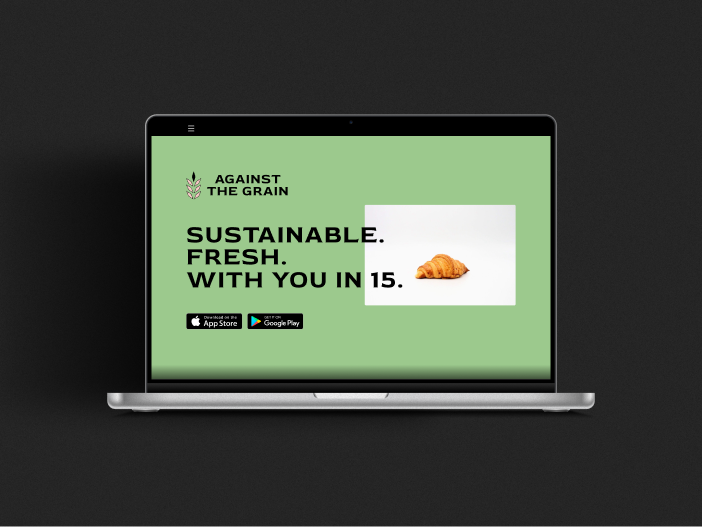 AGAINST
THE GRAIN
SUSTAINABLE.
FRESH.
WITH YOU IN 15.
Download on the
App Store
GET IT ON
Google Play